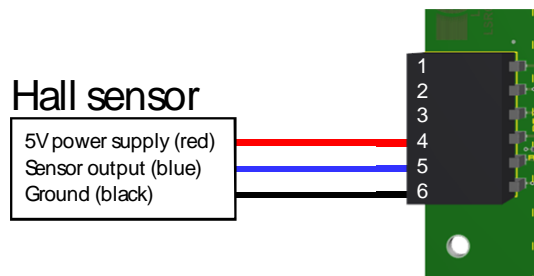 Hall sensor
5V power supply (red)
Sensor output (blue)
Ground (black)
1
2
3
4
5
6